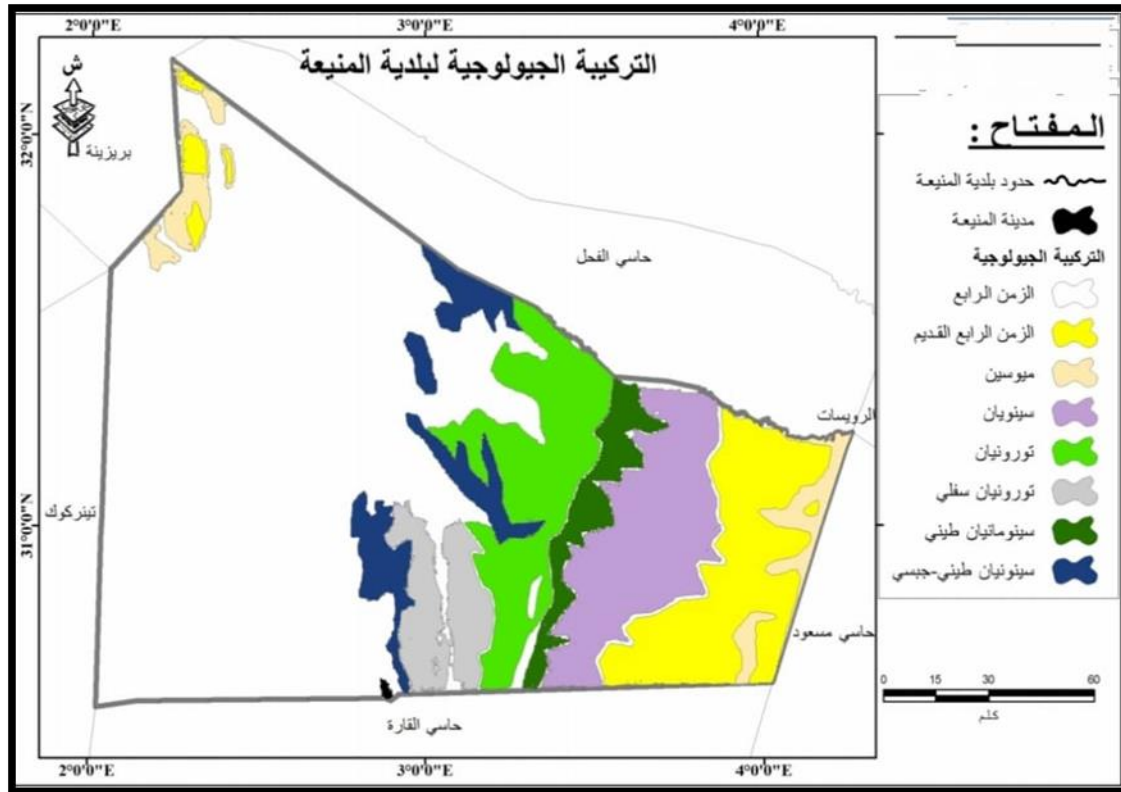 2°0'0"E 3°0'0"E 4°0'0"E
التركيبة الجيولوجية لبلدية المنيعة
ش
32°0'0"N
31°0'0"N
بريزينة
حاسي الفحل
الرويسات
تينركوك
حاسي مسعود
حاسي القارة
2°0'0"E 3°0'0"E 4°0'0"E
المفتاح :
حدود بلدية المنيعة
مدينة المنيعة
التركيبة الجيولوجية
الزمن الرابع
الزمن الرابع القديم
ميوسين
سينويان
تورونيان
تورونيان سفلي
سينومانيان طيني
سينونيان طيني-جبسي
0 15 30 60
كلم